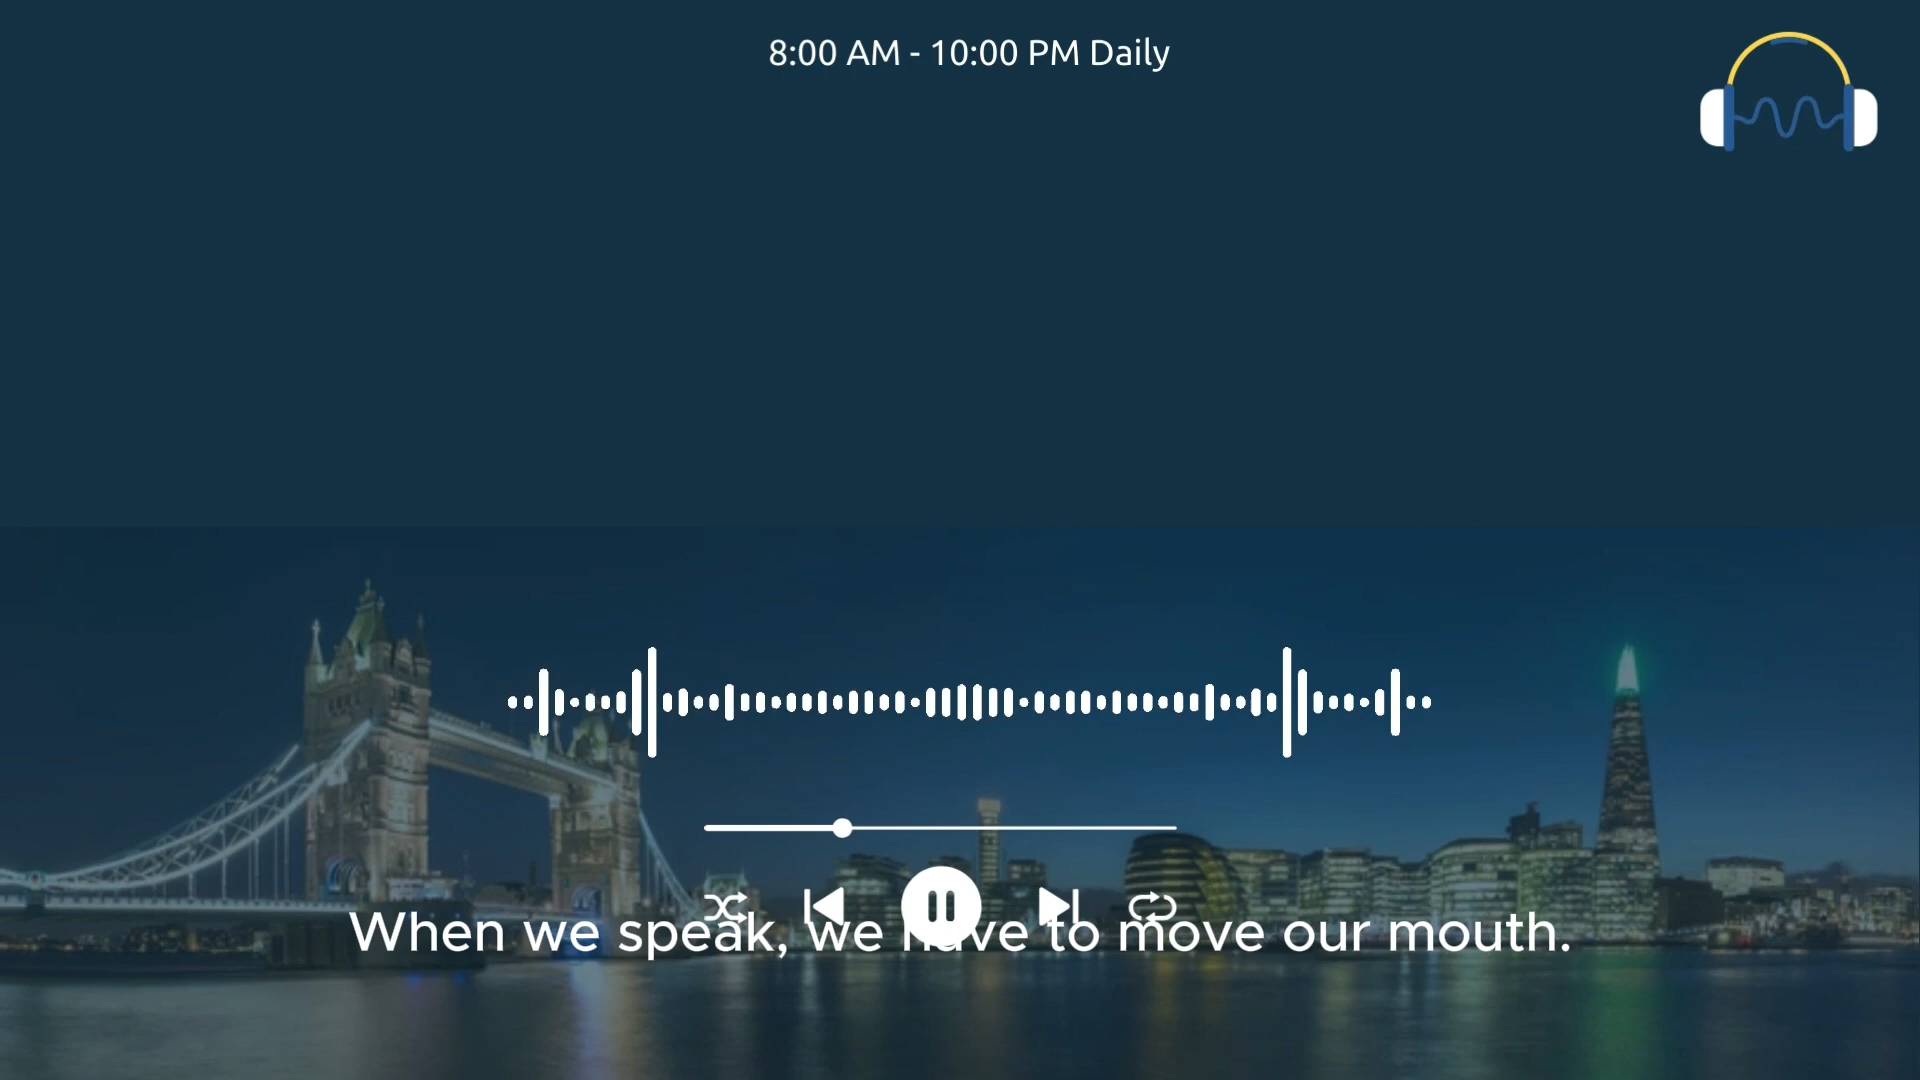 8:00 AM - 10:00 PM Daily
When we speak, we have to move our mouth.